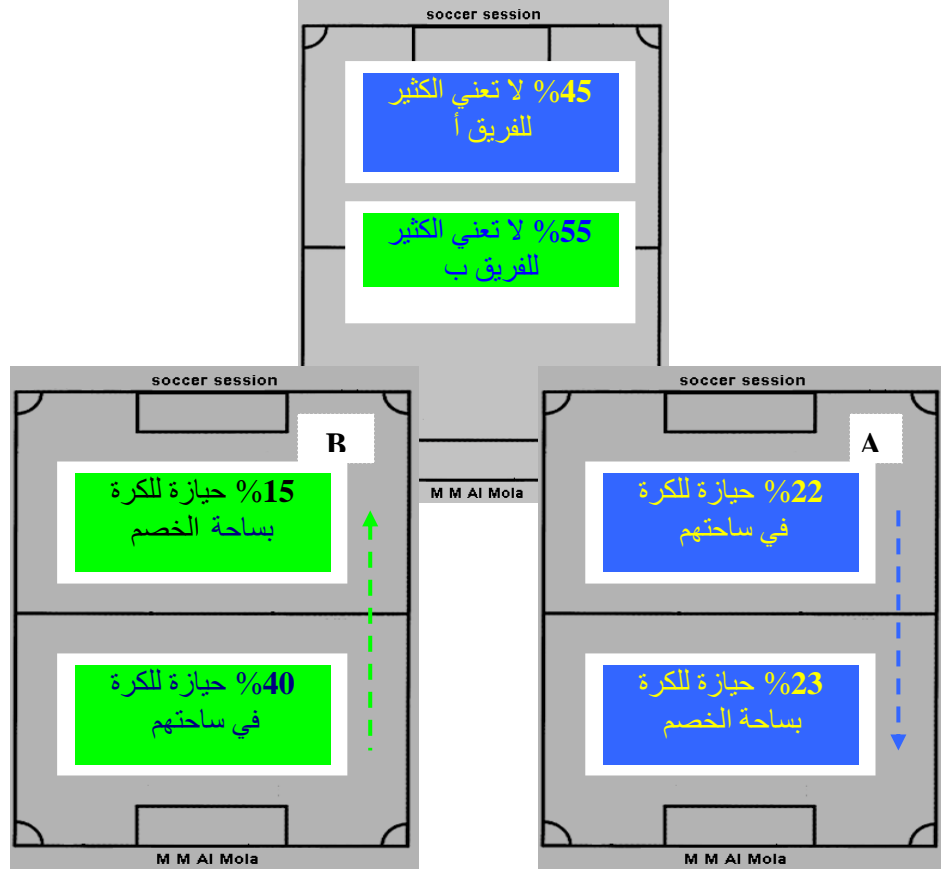 soccer session
45% لا تعني الكثير
للفريق أ
55% لا تعني الكثير
للفريق ب
M M Al Mola
soccer session
B
15% حيازة للكرة
بساحة الخصم
40% حيازة للكرة
في ساحتهم
M M Al Mola
soccer session
A
22% حيازة للكرة
في ساحتهم
23% حيازة للكرة
بساحة الخصم
M M Al Mola